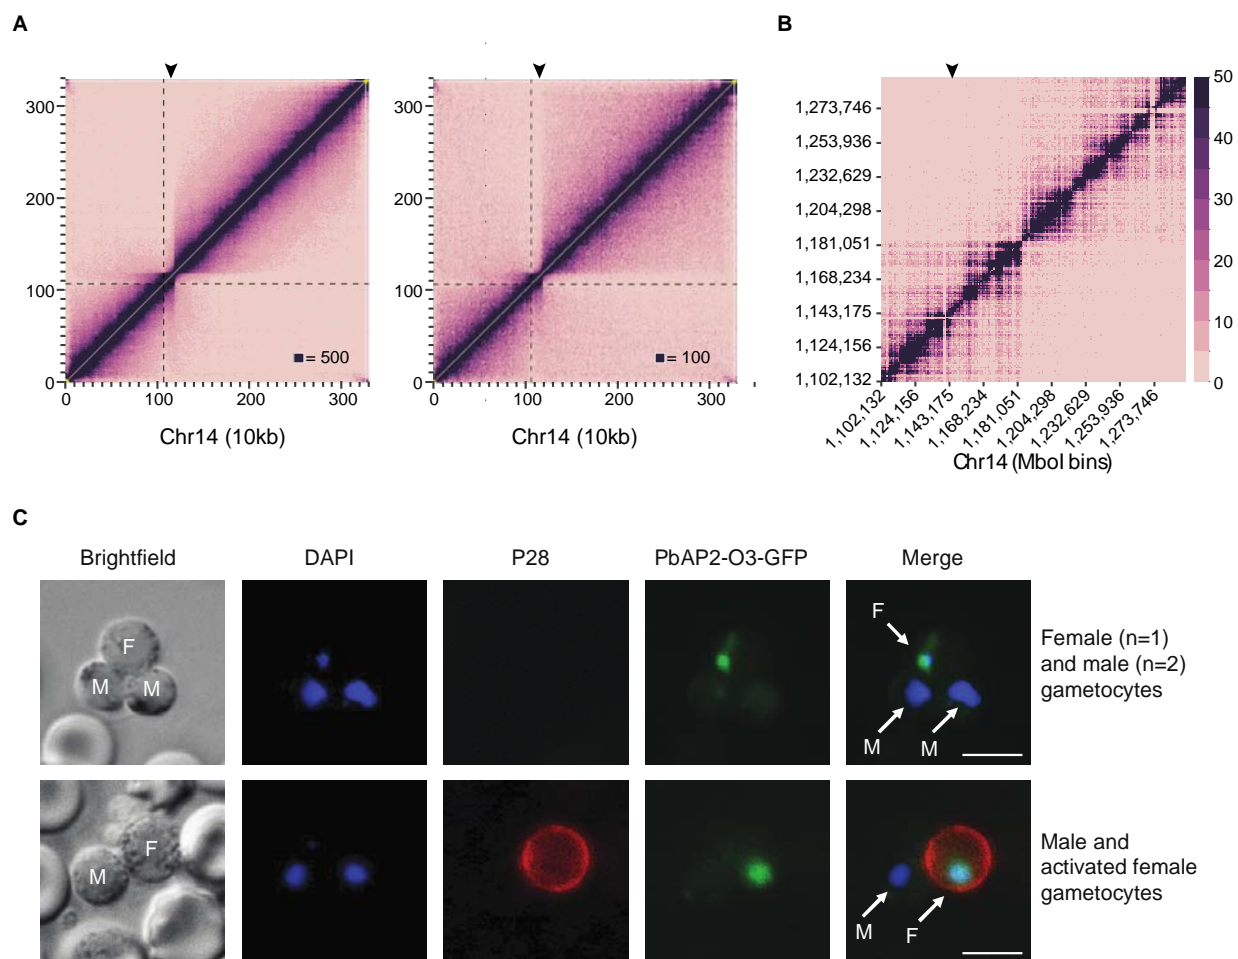 A
B
300
200
100
0
0
100
200
300
= 500
Chr14 (10kb)
300
200
100
0
0
100
200
300
= 100
Chr14 (10kb)
1,273,746
1,253,936
1,232,629
1,204,298
1,181,051
1,168,234
1,143,175
1,124,156
1,102,132
1,102,132
1,124,156
1,143,175
1,168,234
1,181,051
1,204,298
1,232,629
1,253,936
1,273,746
Chr14 (MboI bins)
50
40
30
20
10
0
C
Brightfield
DAPI
P28
PbAP2-O3-GFP
Merge
F
M
M
F
M
M
Female (n=1)
and male (n=2)
gametocytes
F
M
M
F
Male and
activated female
gametocytes